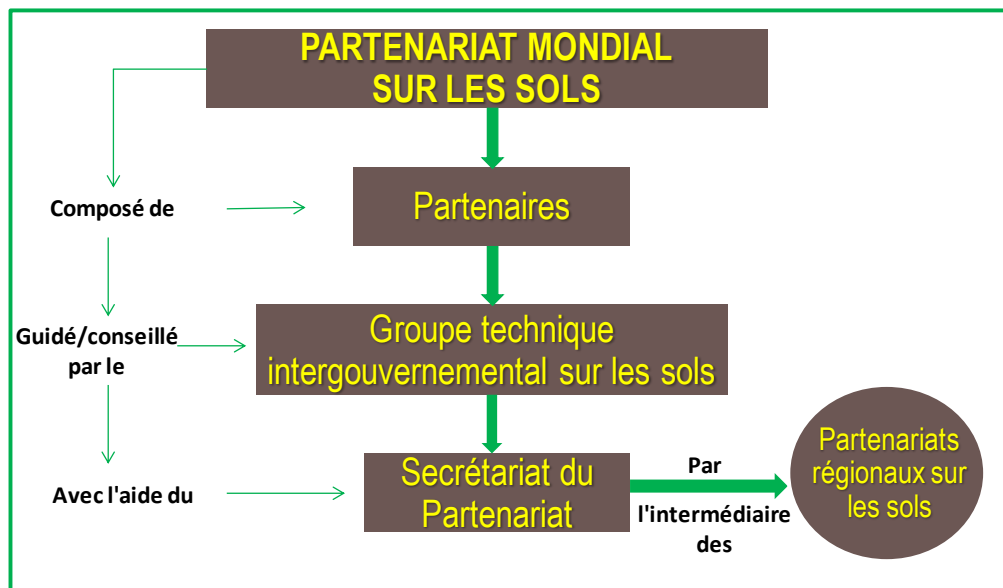 PARTENARIAT MONDIAL
SUR LES SOLS
Composé de
Partenaires
Guidé/conseillé
par le
Groupe technique
intergouvernemental sur les sols
Avec l'aide du
Secrétariat du
Partenariat
Par
l'intermédiaire
des
Partenariats
régionaux sur
les sols